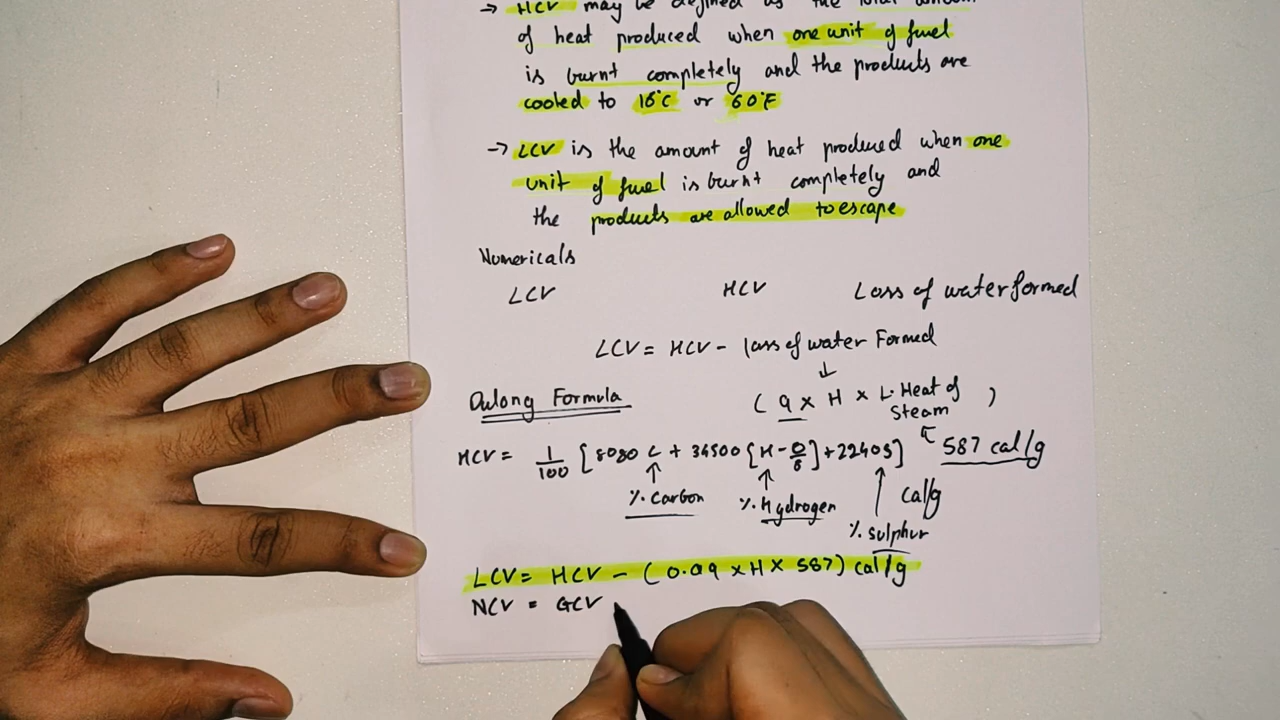 → HCV may be defined as the total amount
of heat produced when one unit of fuel
is burnt completely and the products are
cooled to 15°C or 60°F
→ LCV is the amount of heat produced when one
unit of fuel is burnt completely and
the products are allowed to escape
Numericals
LCV HCV Loss of water formed
LCV = HCV - loss of water Formed
↓
Dulong Formula ( 9 × H × L. Heat of Steam )
HCV = 1/100 [8080 C + 34500 [H - O/8] + 2240S] 587 cal/g
% Carbon % Hydrogen cal/g
% sulphur
LCV = HCV - (0.09 × H × 587) cal/g
NCV = GCV